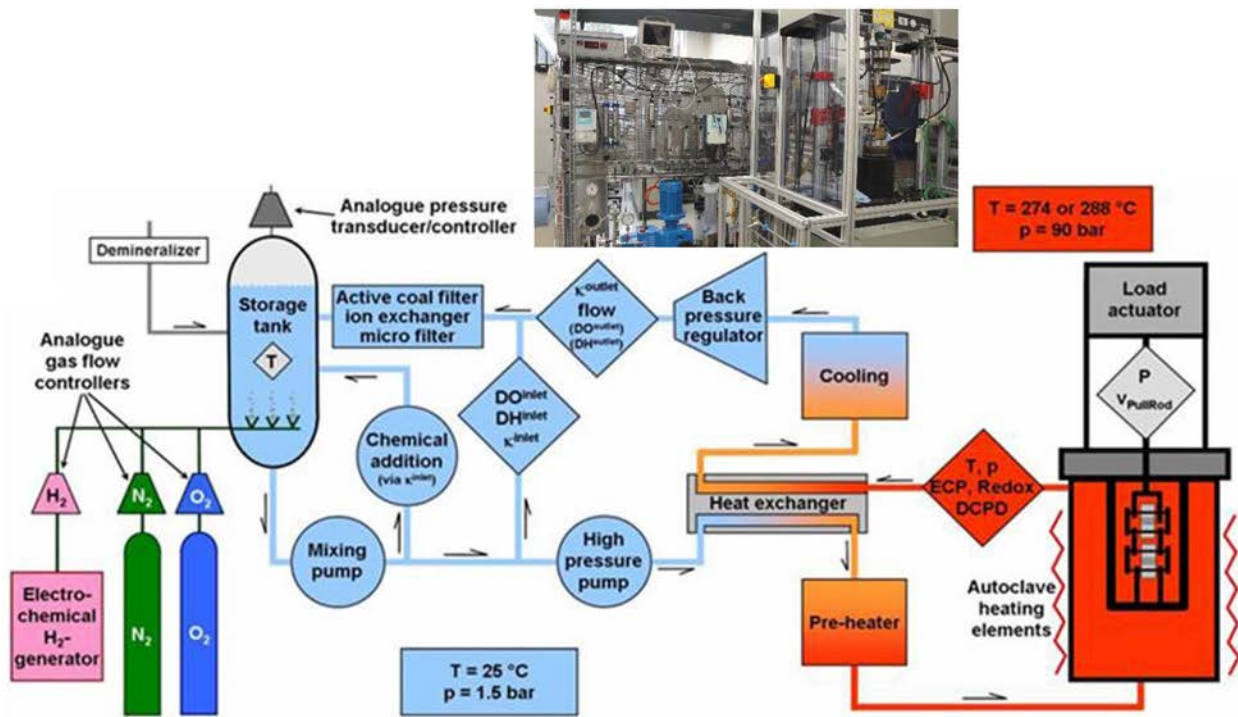 T = 274 or 288 °C
p = 90 bar
Analogue pressure
transducer/controller
Demineralizer
Storage
tank
T
Analogue
gas flow
controllers
Active coal filter
ion exchanger
micro filter
κoutlet
flow
(DOoutlet)
(DHoutlet)
Back
pressure
regulator
Cooling
Load
actuator
P
VPullRod
Chemical
addition
(via κinlet)
DOinlet
DHinlet
κinlet
H2
N2
O2
Heat exchanger
T, p
ECP, Redox
DCPD
Mixing
pump
High
pressure
pump
Pre-heater
Autoclave
heating
elements
Electro-
chemical
H2-
generator
N2
O2
T = 25 °C
p = 1.5 bar